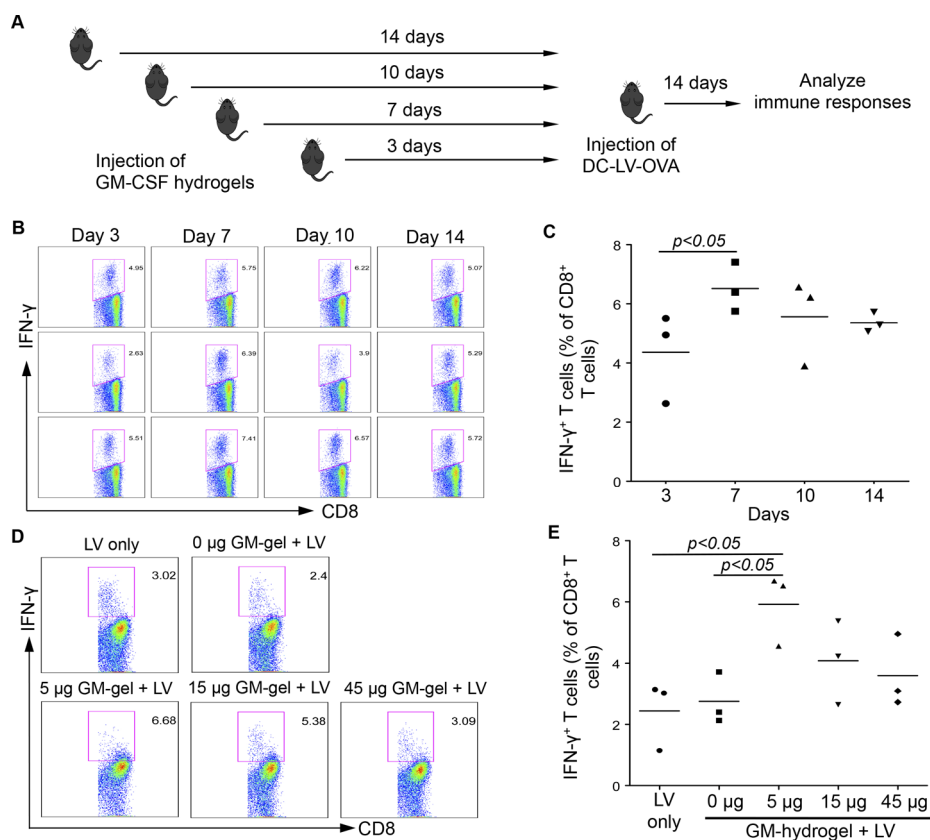 A
14 days
10 days
7 days
3 days
Injection of
GM-CSF hydrogels
Injection of
DC-LV-OVA
14 days
Analyze
immune responses
B
Day 3
Day 7
Day 10
Day 14
4.95
5.75
6.22
5.07
2.63
6.39
3.9
5.29
5.51
7.41
6.57
5.72
IFN-γ
CD8
C
p<0.05
IFN-γ⁺ T cells (% of CD8⁺
T cells)
8
6
4
2
0
3
7
10
14
Days
D
LV only
0 µg GM-gel + LV
3.02
2.4
5 µg GM-gel + LV
15 µg GM-gel + LV
45 µg GM-gel + LV
6.68
5.38
3.09
IFN-γ
CD8
E
p<0.05
p<0.05
IFN-γ⁺ T cells (% of CD8⁺ T
cells)
8
6
4
2
0
LV
only
0 µg
5 µg
15 µg
45 µg
GM-hydrogel + LV